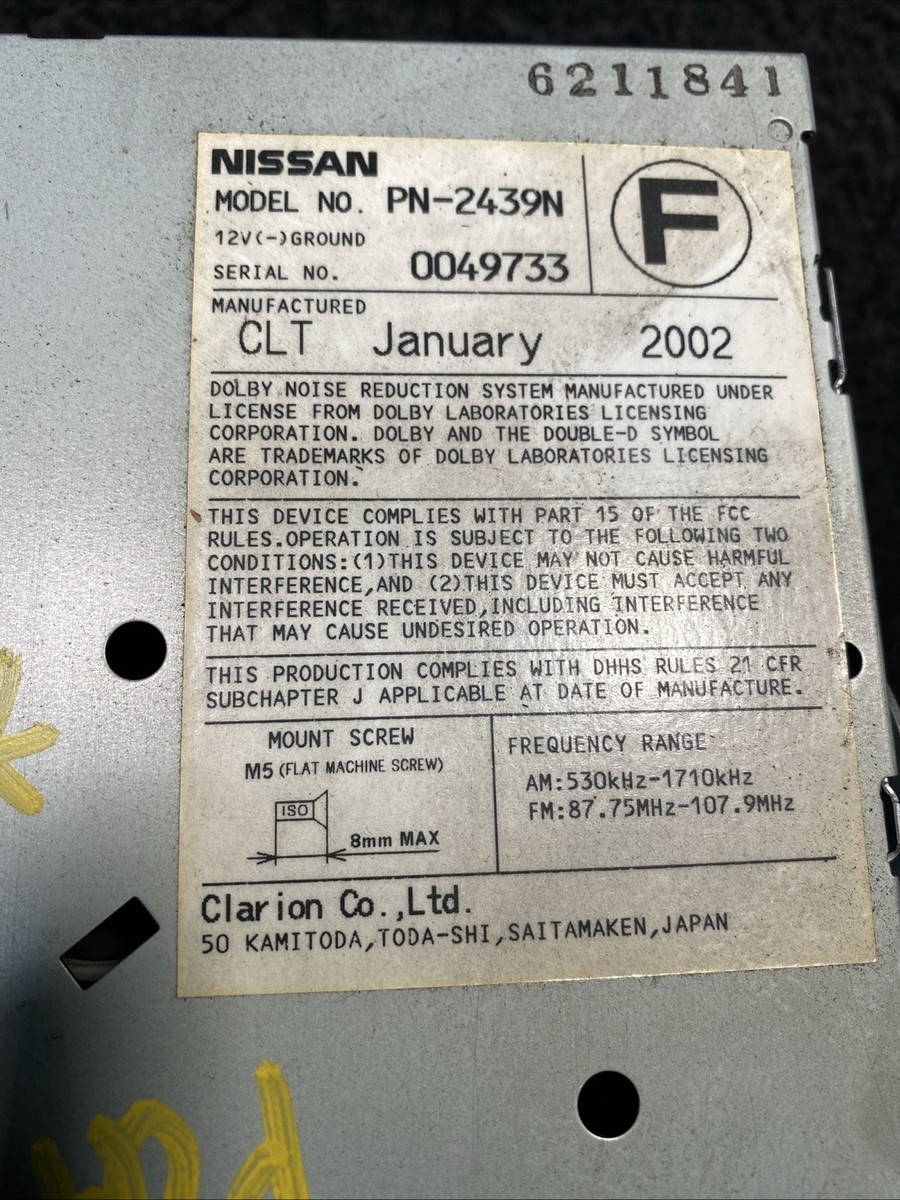 6211841
NISSAN
MODEL NO. PN-2439N
F
12V(-)GROUND
SERIAL NO. 0049733
MANUFACTURED
CLT January 2002
DOLBY NOISE REDUCTION SYSTEM MANUFACTURED UNDER
LICENSE FROM DOLBY LABORATORIES LICENSING
CORPORATION. DOLBY AND THE DOUBLE-D SYMBOL
ARE TRADEMARKS OF DOLBY LABORATORIES LICENSING
CORPORATION.
THIS DEVICE COMPLIES WITH PART 15 OF THE FCC
RULES.OPERATION IS SUBJECT TO THE FOLLOWING TWO
CONDITIONS:(1)THIS DEVICE MAY NOT CAUSE HARMFUL
INTERFERENCE,AND (2)THIS DEVICE MUST ACCEPT ANY
INTERFERENCE RECEIVED,INCLUDING INTERFERENCE
THAT MAY CAUSE UNDESIRED OPERATION.
THIS PRODUCTION COMPLIES WITH DHHS RULES 21 CFR
SUBCHAPTER J APPLICABLE AT DATE OF MANUFACTURE.
MOUNT SCREW
M5 (FLAT MACHINE SCREW)
ISO
8mm MAX
FREQUENCY RANGE
AM:530kHz-1710kHz
FM:87.75MHz-107.9MHz
Clarion Co.,Ltd.
50 KAMITODA,TODA-SHI,SAITAMAKEN,JAPAN